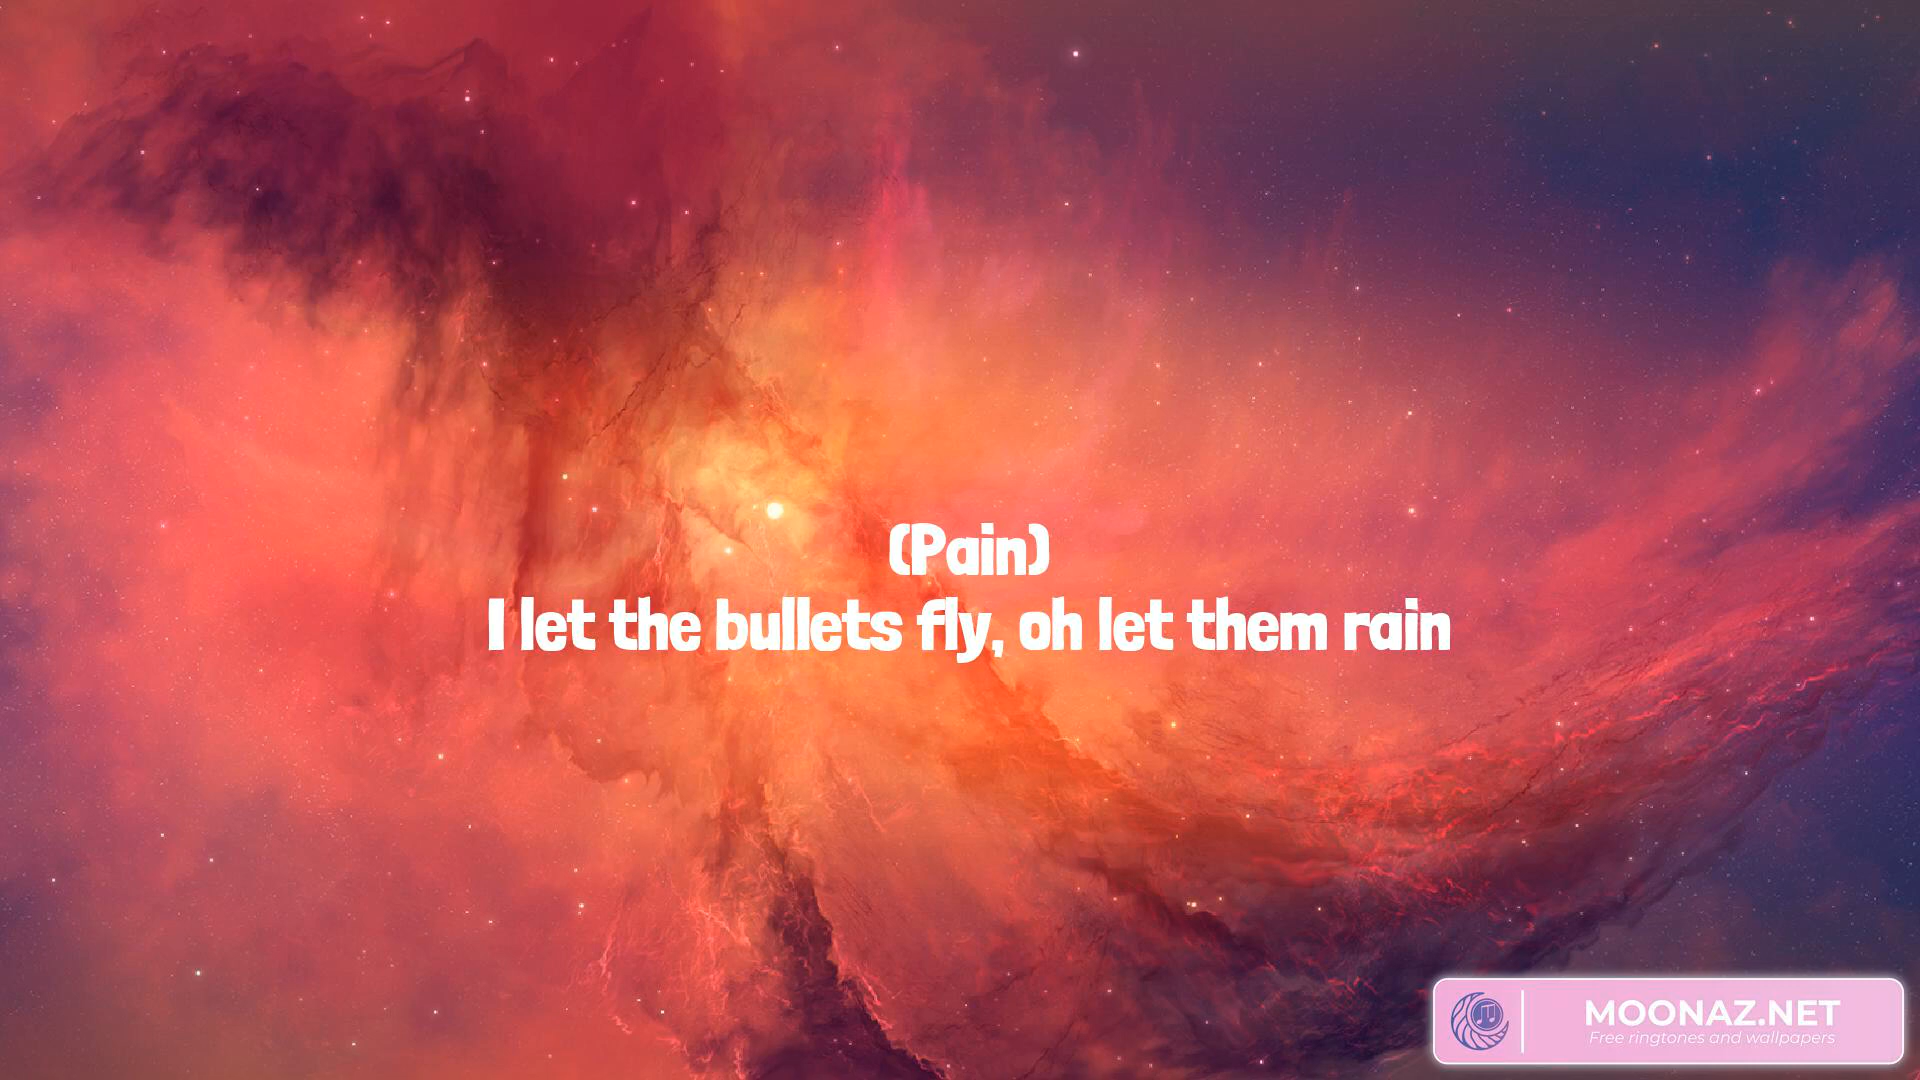 (Pain)
I let the bullets fly, oh let them rain
MOONAZ.NET
Free ringtones and wallpapers